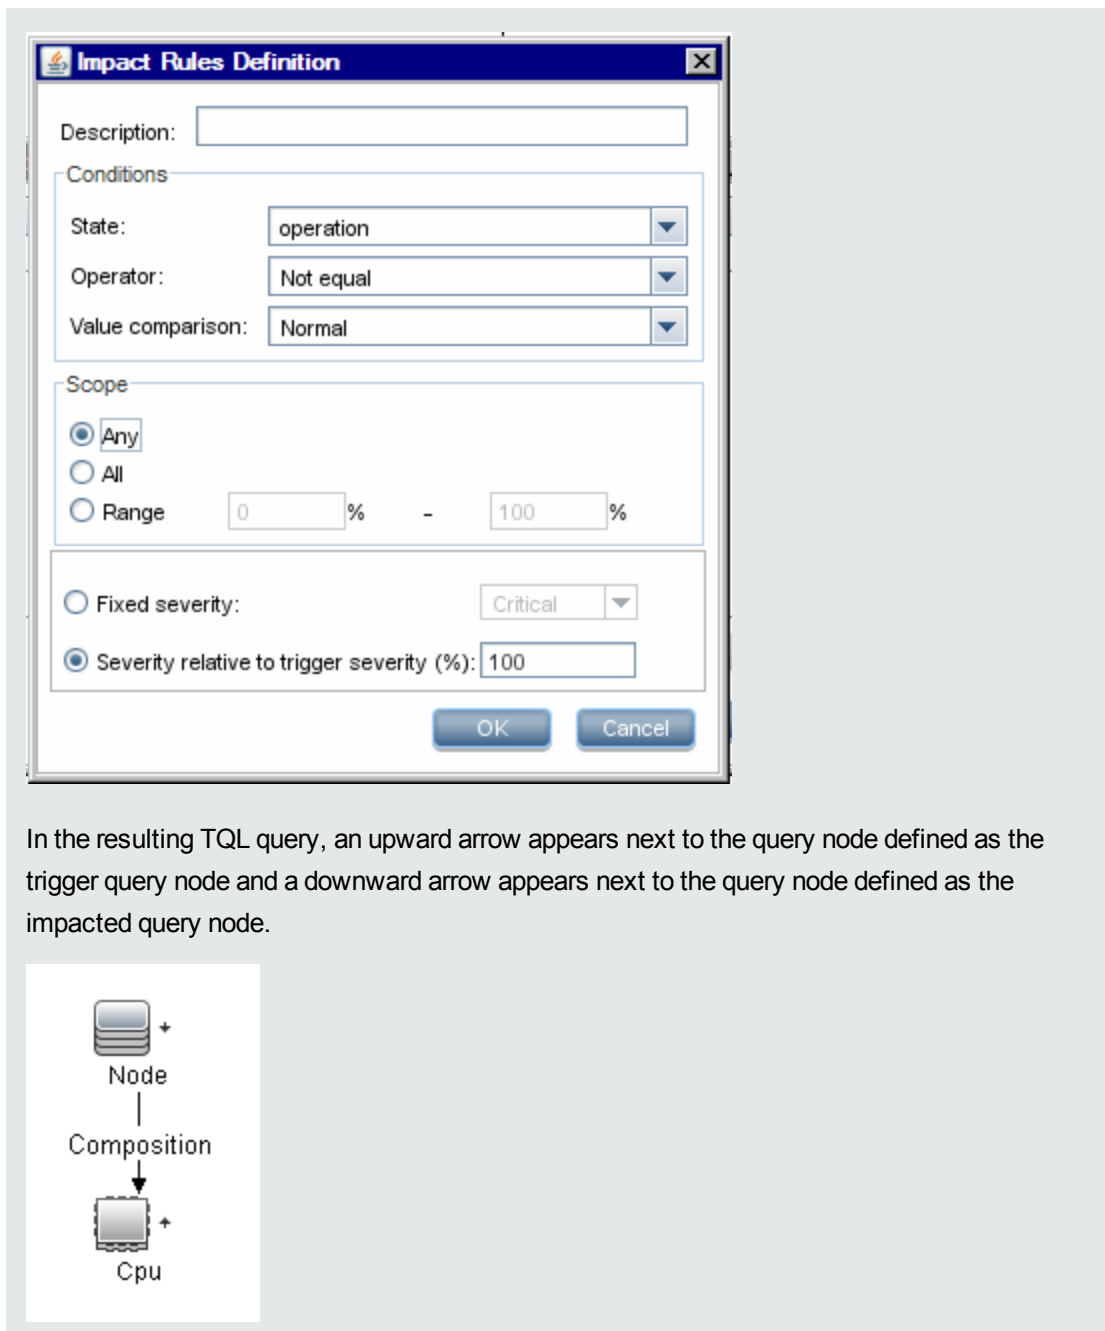 Impact Rules Definition
Description:
Conditions
State: operation
Operator: Not equal
Value comparison: Normal
Scope
Any
All
Range 0 % - 100 %
Fixed severity: Critical
Severity relative to trigger severity (%): 100
OK Cancel
In the resulting TQL query, an upward arrow appears next to the query node defined as the
trigger query node and a downward arrow appears next to the query node defined as the
impacted query node.
Node
Composition
Cpu